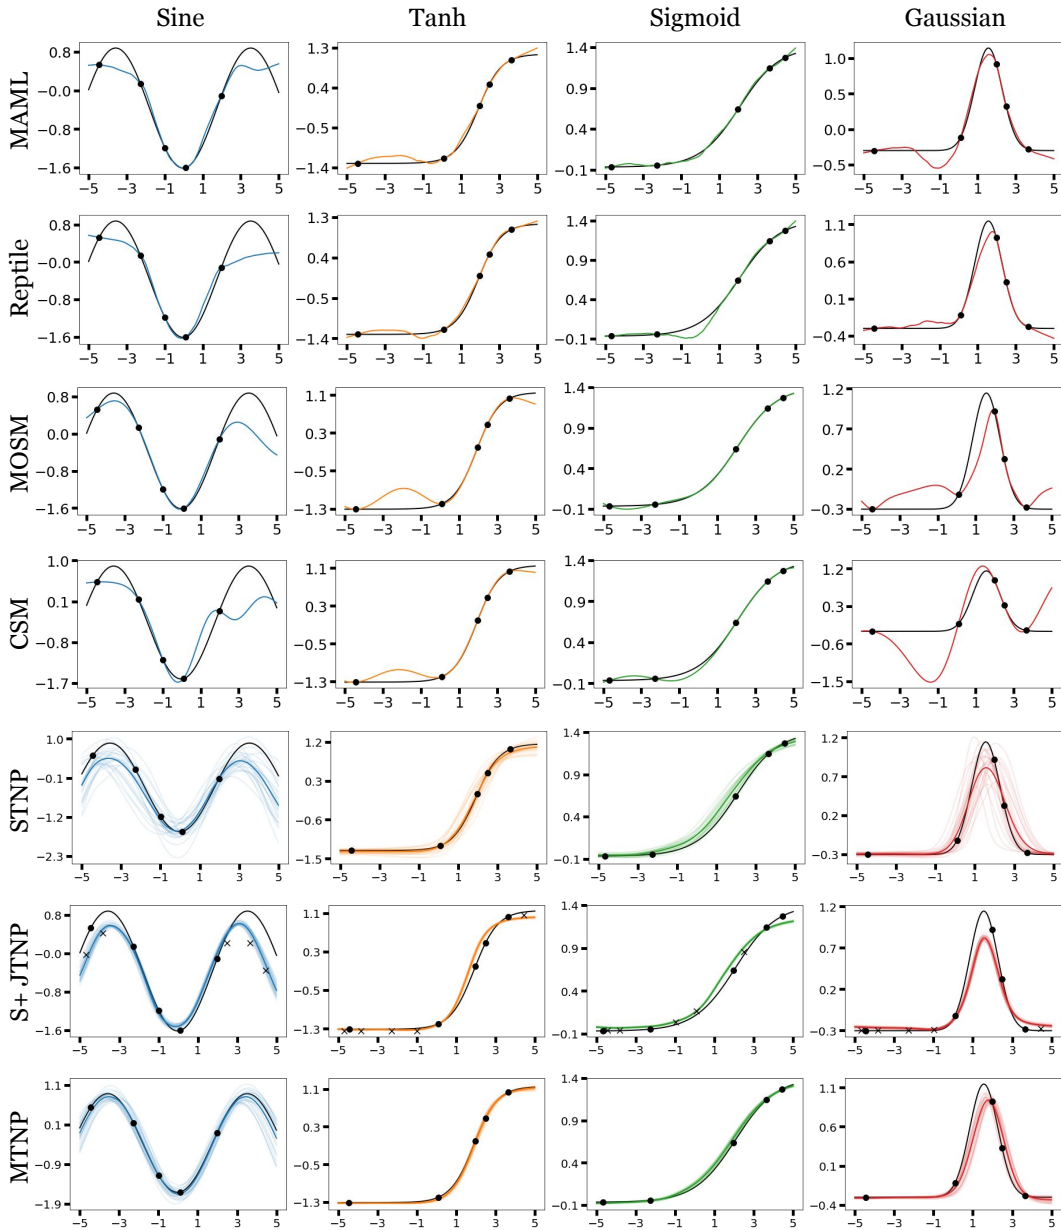 Sine Tanh Sigmoid Gaussian
MAML
0.8 −0.0 −0.8 −1.6
−5 −3 −1 1 3 5
1.3 0.4 −0.5 −1.4
−5 −3 −1 1 3 5
1.4 0.9 0.4 −0.1
−5 −3 −1 1 3 5
1.0 0.5 0.0 −0.5
−5 −3 −1 1 3 5
Reptile
0.8 −0.0 −0.8 −1.6
−5 −3 −1 1 3 5
1.3 0.4 −0.5 −1.4
−5 −3 −1 1 3 5
1.4 0.9 0.4 −0.1
−5 −3 −1 1 3 5
1.1 0.6 0.1 −0.4
−5 −3 −1 1 3 5
MOSM
0.8 0.0 −0.8 −1.6
−5 −3 −1 1 3 5
1.1 0.3 −0.5 −1.3
−5 −3 −1 1 3 5
1.4 0.9 0.4 −0.1
−5 −3 −1 1 3 5
1.2 0.7 0.2 −0.3
−5 −3 −1 1 3 5
CSM
1.0 0.1 −0.8 −1.7
−5 −3 −1 1 3 5
1.1 0.3 −0.5 −1.3
−5 −3 −1 1 3 5
1.4 0.9 0.4 −0.1
−5 −3 −1 1 3 5
1.2 0.3 −0.6 −1.5
−5 −3 −1 1 3 5
STNP
1.0 −0.1 −1.2 −2.3
−5 −3 −1 1 3 5
1.2 0.3 −0.6 −1.5
−5 −3 −1 1 3 5
1.4 0.9 0.4 −0.1
−5 −3 −1 1 3 5
1.2 0.7 0.2 −0.3
−5 −3 −1 1 3 5
S+ JTNP
0.8 −0.0 −0.8 −1.6
−5 −3 −1 1 3 5
1.1 0.3 −0.5 −1.3
−5 −3 −1 1 3 5
1.4 0.9 0.4 −0.1
−5 −3 −1 1 3 5
1.2 0.7 0.2 −0.3
−5 −3 −1 1 3 5
MTNP
1.1 0.1 −0.9 −1.9
−5 −3 −1 1 3 5
1.1 0.3 −0.5 −1.3
−5 −3 −1 1 3 5
1.4 0.9 0.4 −0.1
−5 −3 −1 1 3 5
1.1 0.6 0.1 −0.4
−5 −3 −1 1 3 5